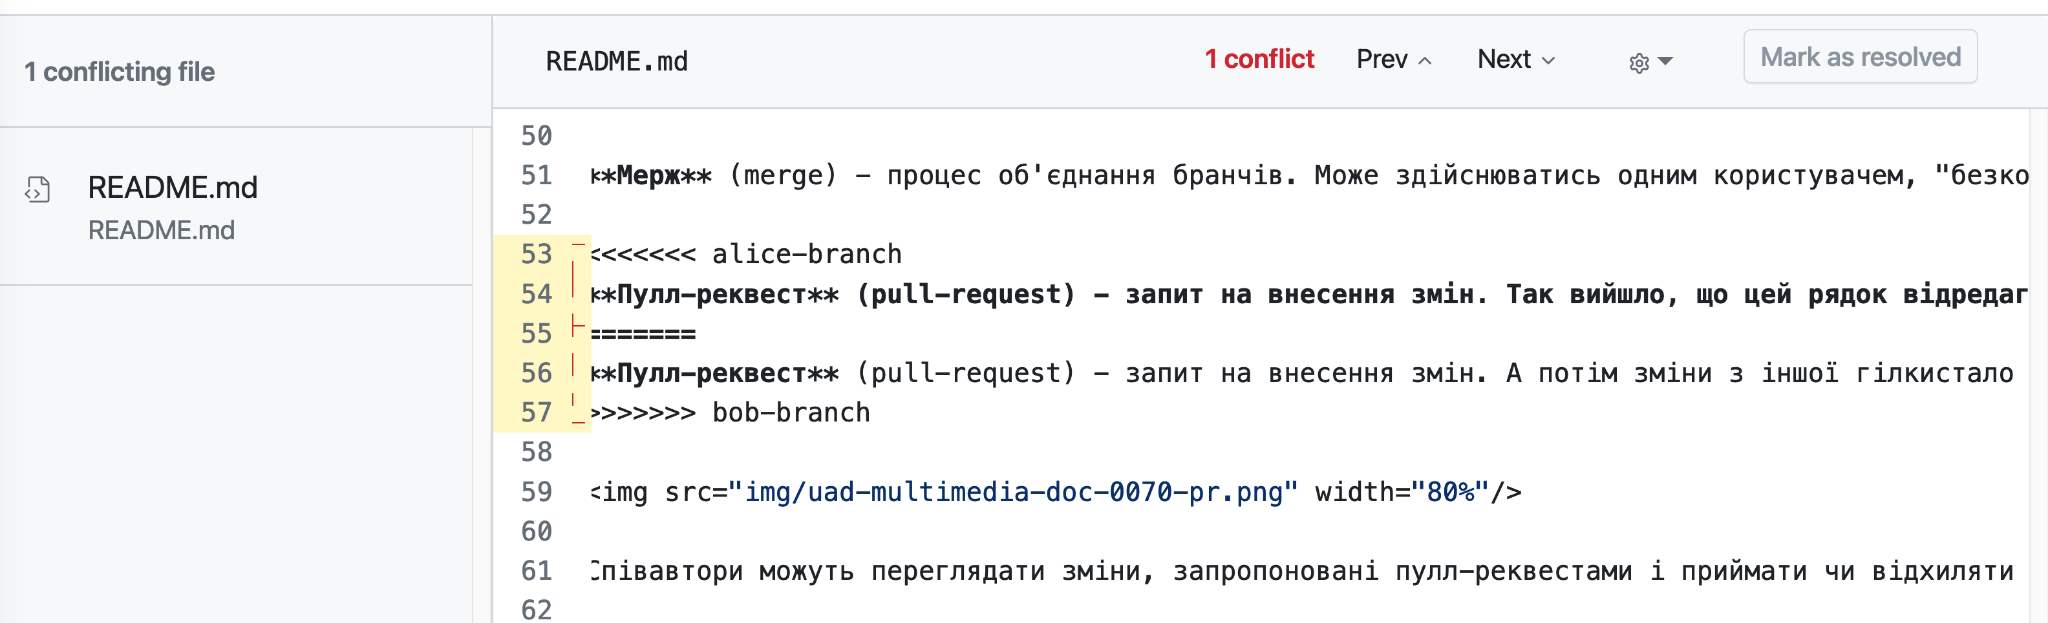 1 conflicting file
README.md
README.md
README.md 1 conflict Prev Next Mark as resolved
50
51 **Мерж** (merge) – процес об'єднання бранчів. Може здійснюватись одним користувачем, "безко
52
53 <<<<<<< alice-branch
54 **Пулл-реквест** (pull-request) – запит на внесення змін. Так вийшло, що цей рядок відредаг
55 =======
56 **Пулл-реквест** (pull-request) – запит на внесення змін. А потім зміни з іншої гілкистало
57 >>>>>>> bob-branch
58
59 <img src="img/uad-multimedia-doc-0070-pr.png" width="80%"/>
60
61 Співавтори можуть переглядати зміни, запропоновані пулл-реквестами і приймати чи відхиляти
62